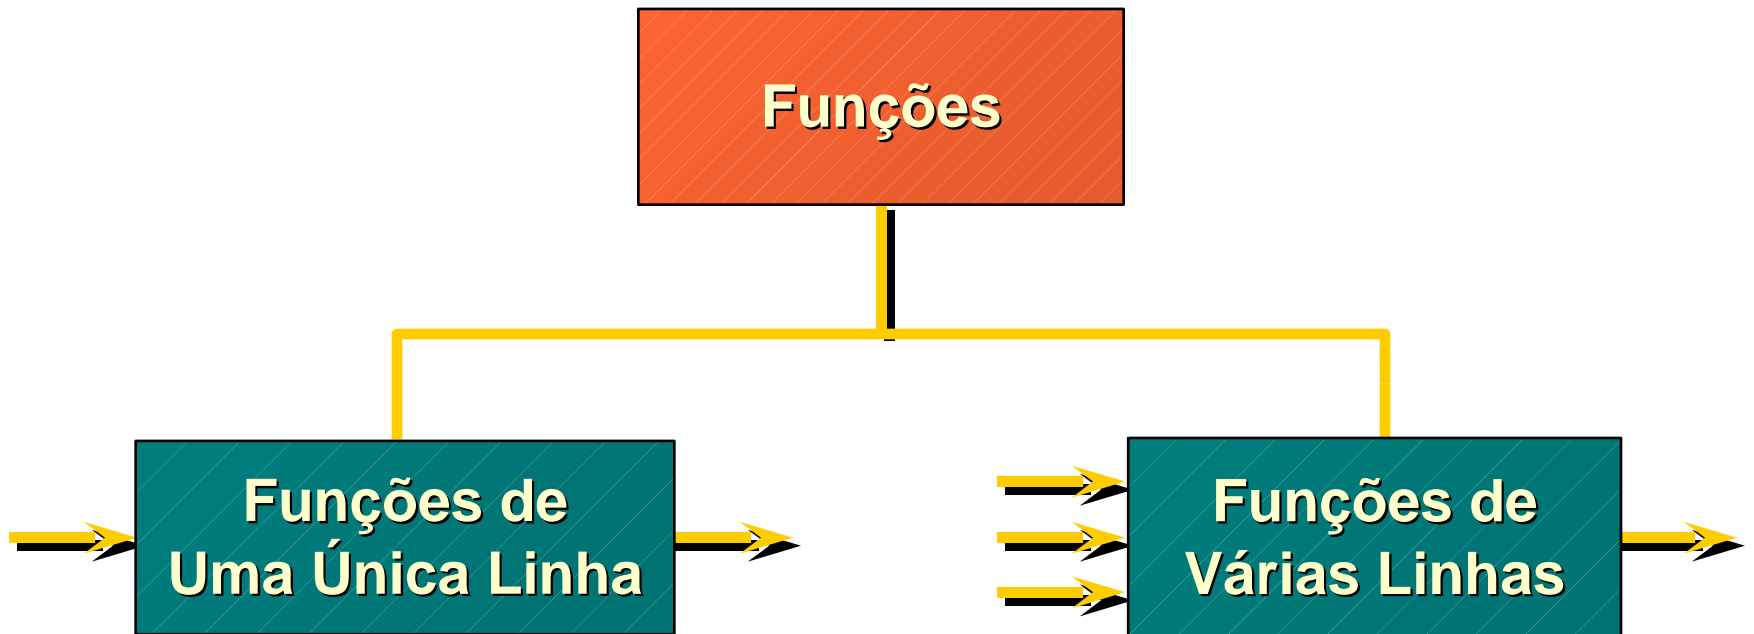 Funções
Funções de
Uma Única Linha
Funções de
Várias Linhas